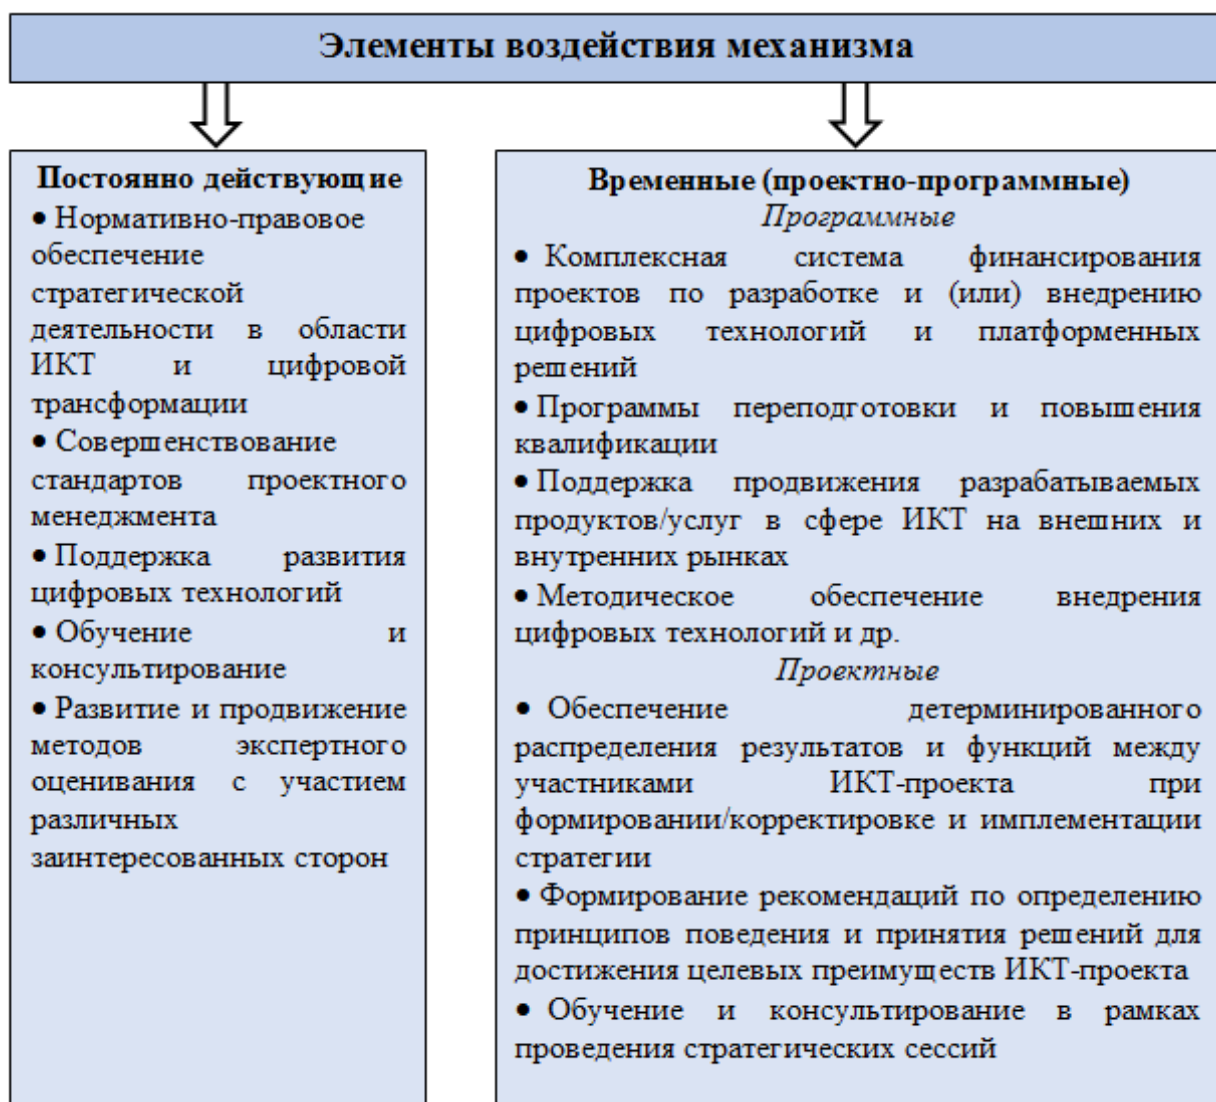 Элементы воздействия механизма
Постоянно действующие
• Нормативно-правовое
обеспечение
стратегической
деятельности в области
ИКТ и цифровой
трансформации
• Совершенствование
стандартов проектного
менеджмента
• Поддержка развития
цифровых технологий
• Обучение и
консультирование
• Развитие и продвижение
методов экспертного
оценивания с участием
различных
заинтересованных сторон
Временные (проектно-программные)
Программные
• Комплексная система финансирования
проектов по разработке и (или) внедрению
цифровых технологий и платформенных
решений
• Программы переподготовки и повышения
квалификации
• Поддержка продвижения разрабатываемых
продуктов/услуг в сфере ИКТ на внешних и
внутренних рынках
• Методическое обеспечение внедрения
цифровых технологий и др.
Проектные
• Обеспечение детерминированного
распределения результатов и функций между
участниками ИКТ-проекта при
формировании/корректировке и имплементации
стратегии
• Формирование рекомендаций по определению
принципов поведения и принятия решений для
достижения целевых преимуществ ИКТ-проекта
• Обучение и консультирование в рамках
проведения стратегических сессий